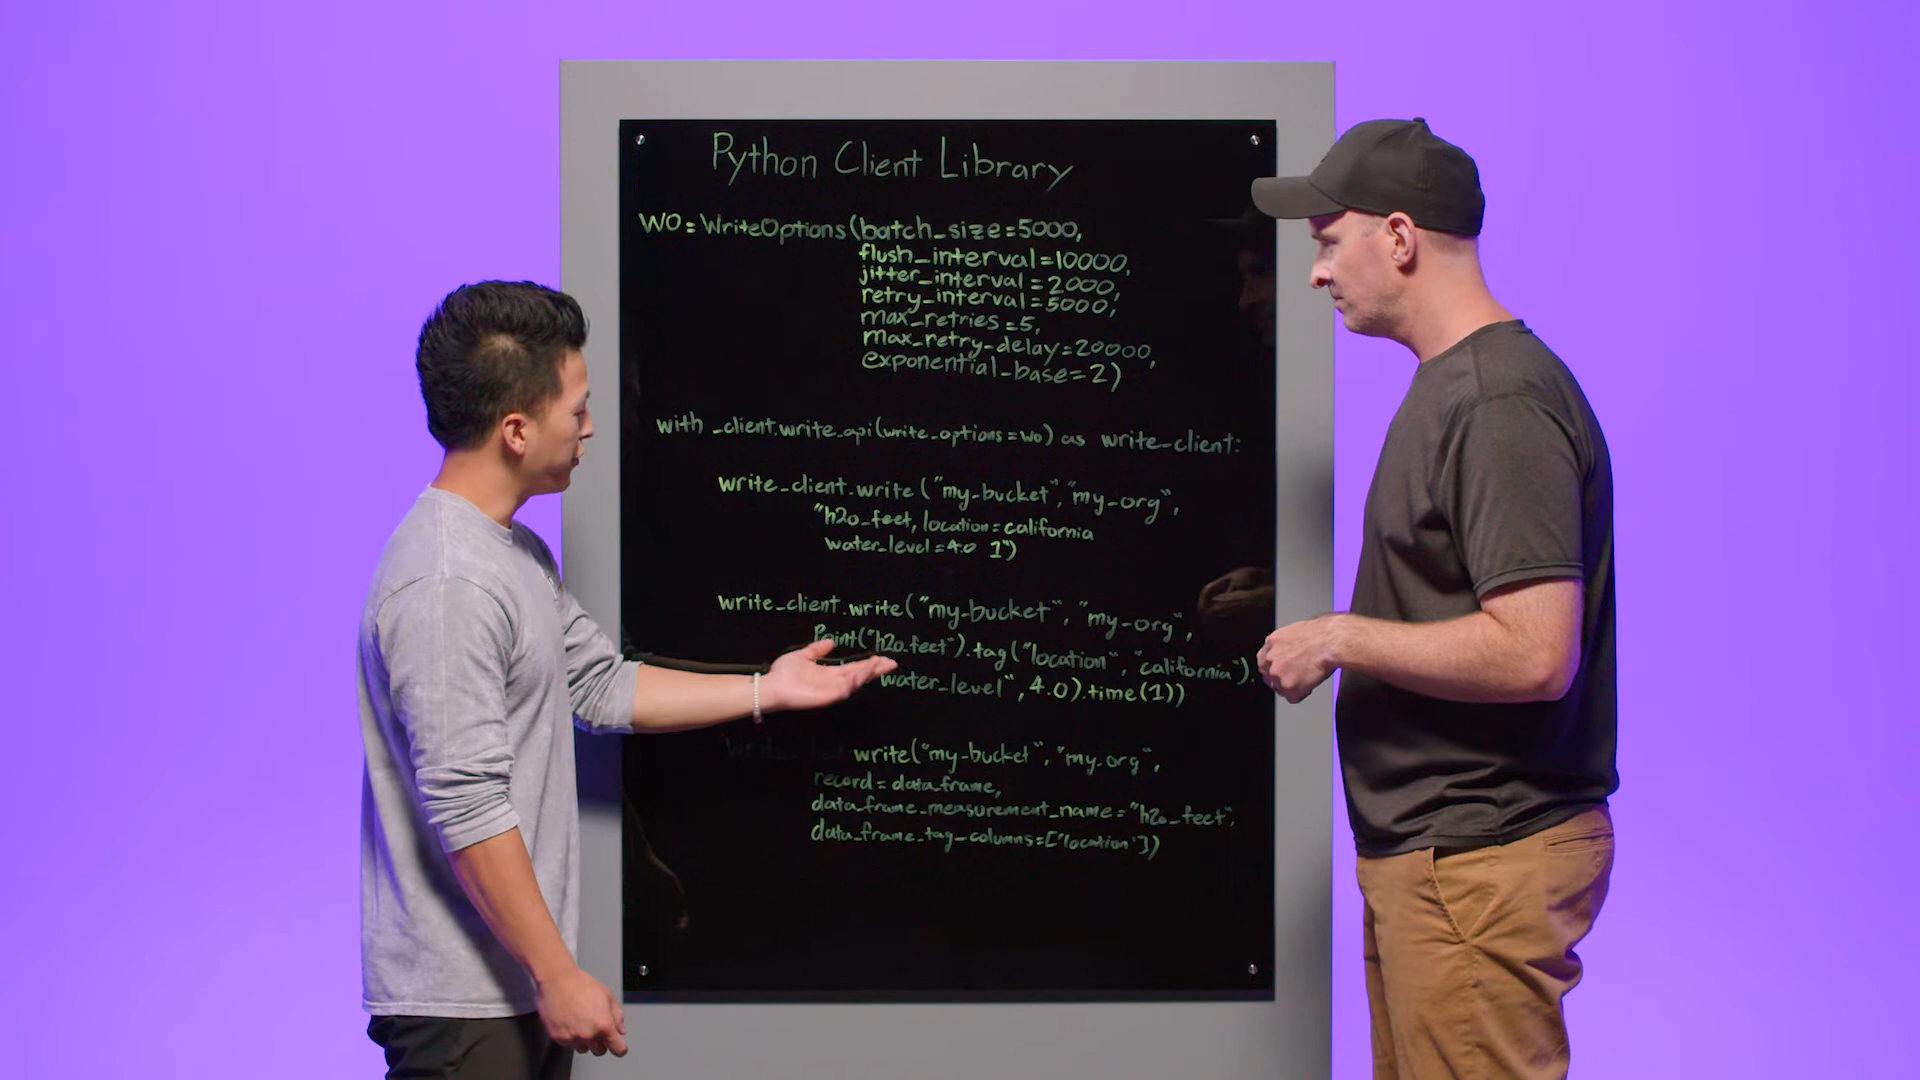 Python Client Library
WO=WriteOptions(batch_size=5000,
flush_interval=10000,
jitter_interval=2000,
retry_interval=5000,
max_retries=5,
max_retry_delay=20000,
exponential_base=2)
with _client.write_api(write_options=wo) as write_client:
write_client.write("my-bucket","my-org",
"h2o_feet,location=california
water_level=4.0 1")
write_client.write("my-bucket","my-org",
Point("h2o_feet").tag("location","california").
water_level",4.0).time(1))
write("my-bucket","my-org",
record=data_frame,
data_frame_measurement_name="h2o_feet",
data_frame_tag_columns=["location"])